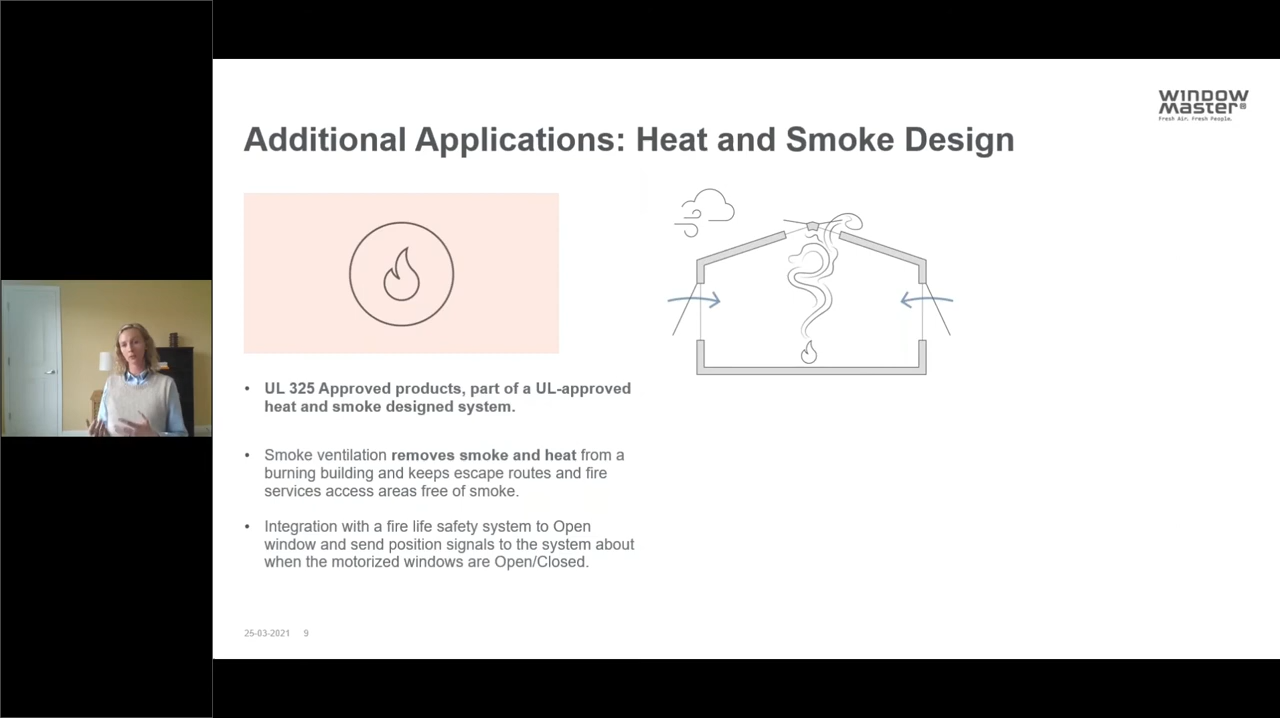 WINDOW
MASTER®
Fresh Air. Fresh People.
Additional Applications: Heat and Smoke Design
• UL 325 Approved products, part of a UL-approved
heat and smoke designed system.
• Smoke ventilation removes smoke and heat from a
burning building and keeps escape routes and fire
services access areas free of smoke.
• Integration with a fire life safety system to Open
window and send position signals to the system about
when the motorized windows are Open/Closed.
25-03-2021 9